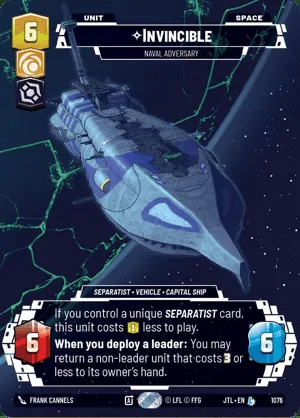 UNIT
SPACE
6
✧INVINCIBLE
NAVAL ADVERSARY
SEPARATIST • VEHICLE • CAPITAL SHIP
If you control a unique SEPARATIST card,
this unit costs 1 less to play.
When you deploy a leader: You may
return a non-leader unit that costs 3 or
less to its owner's hand.
6
6
FRANK CANNELS
© LFL © FFG
JTL • EN
1076